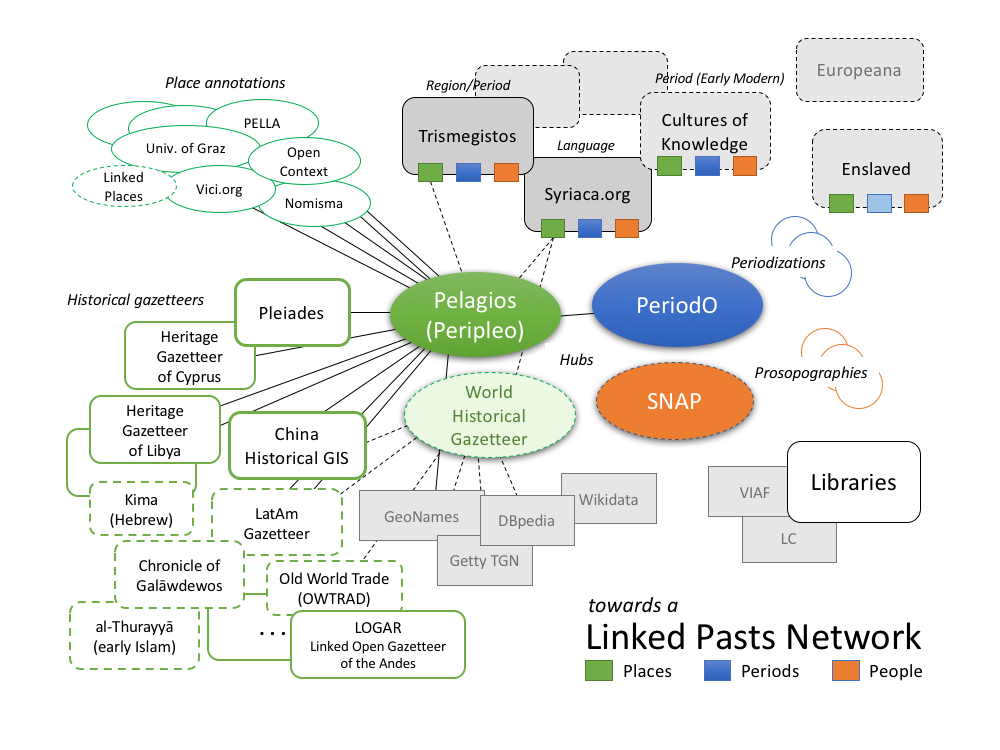 Place annotations
PELLA
Univ. of Graz
Open
Context
Linked
Places
Vici.org
Nomisma
Region/Period
Trismegistos
Language
Syriaca.org
Period (Early Modern)
Cultures of
Knowledge
Europeana
Enslaved
Periodizations
Historical gazetteers
Pleiades
Heritage
Gazetteer
of Cyprus
Pelagios
(Peripleo)
PeriodO
Hubs
World
Historical
Gazetteer
SNAP
Prosopographies
Heritage
Gazetteer
of Libya
China
Historical GIS
Kima
(Hebrew)
LatAm
Gazetteer
GeoNames
DBpedia
Wikidata
Getty TGN
VIAF
Libraries
LC
Chronicle of
Galāwdewos
Old World Trade
(OWTRAD)
al-Thurayyā
(early Islam)
...
LOGAR
Linked Open Gazetteer
of the Andes
towards a
Linked Pasts Network
Places
Periods
People